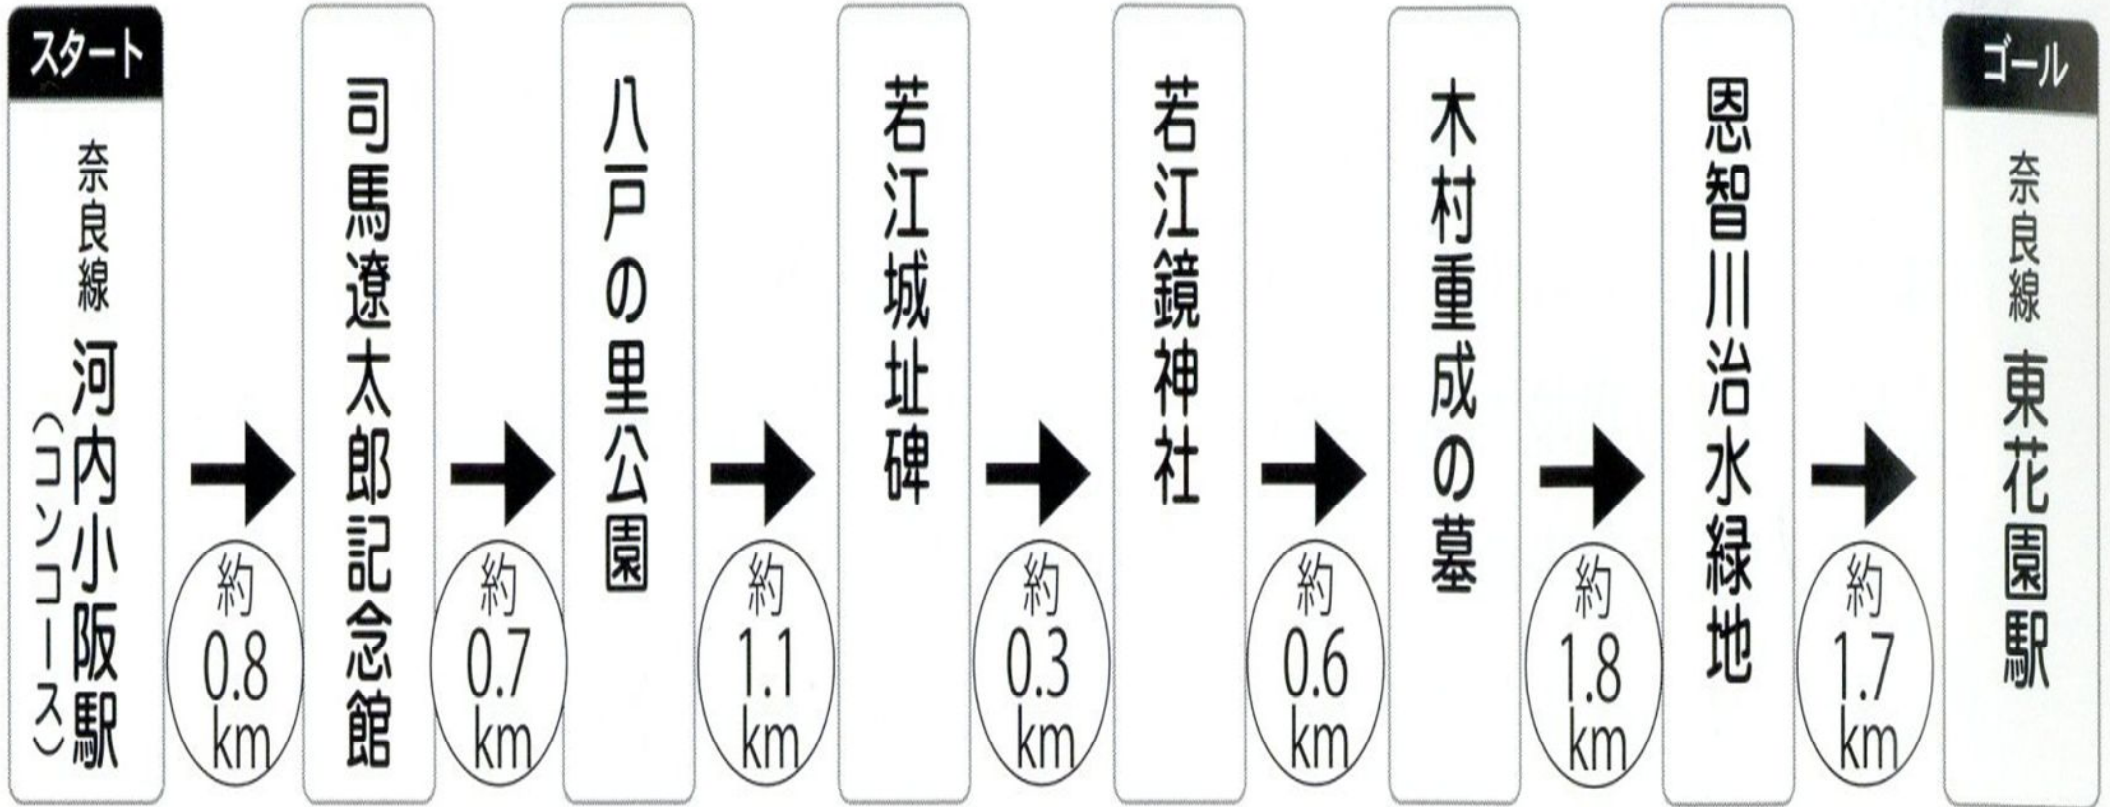 スタート
奈良線 河内小阪駅
(コンコース)
約
0.8
km
司馬遼太郎記念館
約
0.7
km
八戸の里公園
約
1.1
km
若江城址碑
約
0.3
km
若江鏡神社
約
0.6
km
木村重成の墓
約
1.8
km
恩智川治水緑地
約
1.7
km
ゴール
奈良線 東花園駅